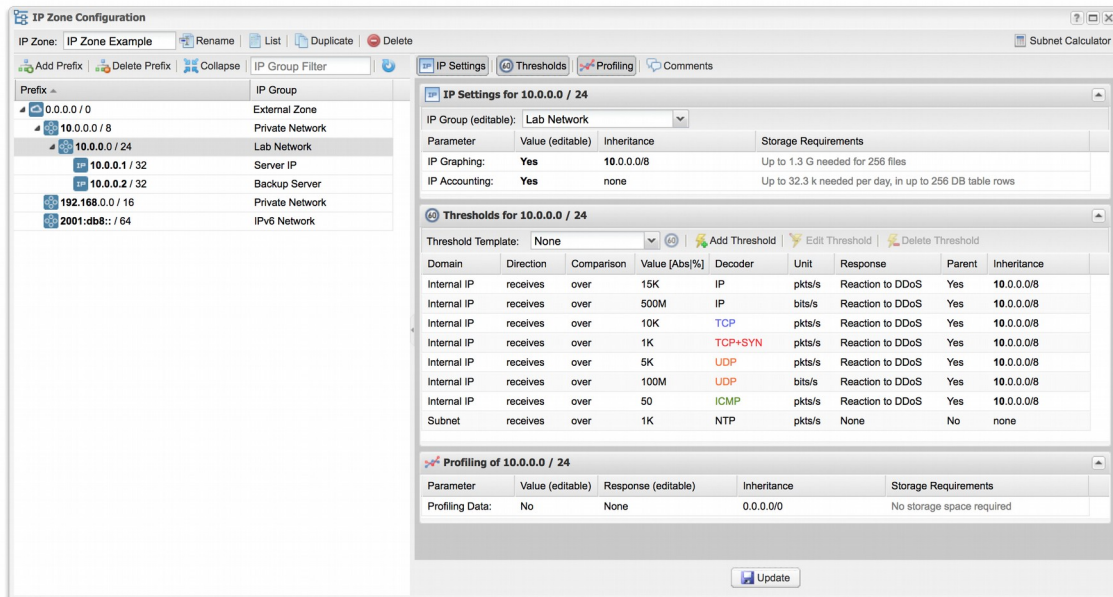 IP Zone Configuration
IP Zone: IP Zone Example Rename List Duplicate Delete Subnet Calculator
Add Prefix Delete Prefix Collapse IP Group Filter
Prefix IP Group
0.0.0.0 / 0 External Zone
10.0.0.0 / 8 Private Network
10.0.0.0 / 24 Lab Network
IP 10.0.0.1 / 32 Server IP
IP 10.0.0.2 / 32 Backup Server
192.168.0.0 / 16 Private Network
2001:db8:: / 64 IPv6 Network
IP IP Settings 60 Thresholds Profiling Comments
IP IP Settings for 10.0.0.0 / 24
IP Group (editable): Lab Network
Parameter Value (editable) Inheritance Storage Requirements
IP Graphing: Yes 10.0.0.0/8 Up to 1.3 G needed for 256 files
IP Accounting: Yes none Up to 32.3 k needed per day, in up to 256 DB table rows
60 Thresholds for 10.0.0.0 / 24
Threshold Template: None 60 Add Threshold Edit Threshold Delete Threshold
Domain Direction Comparison Value [Abs|%] Decoder Unit Response Parent Inheritance
Internal IP receives over 15K IP pkts/s Reaction to DDoS Yes 10.0.0.0/8
Internal IP receives over 500M IP bits/s Reaction to DDoS Yes 10.0.0.0/8
Internal IP receives over 10K TCP pkts/s Reaction to DDoS Yes 10.0.0.0/8
Internal IP receives over 1K TCP+SYN pkts/s Reaction to DDoS Yes 10.0.0.0/8
Internal IP receives over 5K UDP pkts/s Reaction to DDoS Yes 10.0.0.0/8
Internal IP receives over 100M UDP bits/s Reaction to DDoS Yes 10.0.0.0/8
Internal IP receives over 50 ICMP pkts/s Reaction to DDoS Yes 10.0.0.0/8
Subnet receives over 1K NTP pkts/s None No none
Profiling of 10.0.0.0 / 24
Parameter Value (editable) Response (editable) Inheritance Storage Requirements
Profiling Data: No None 0.0.0.0/0 No storage space required
Update